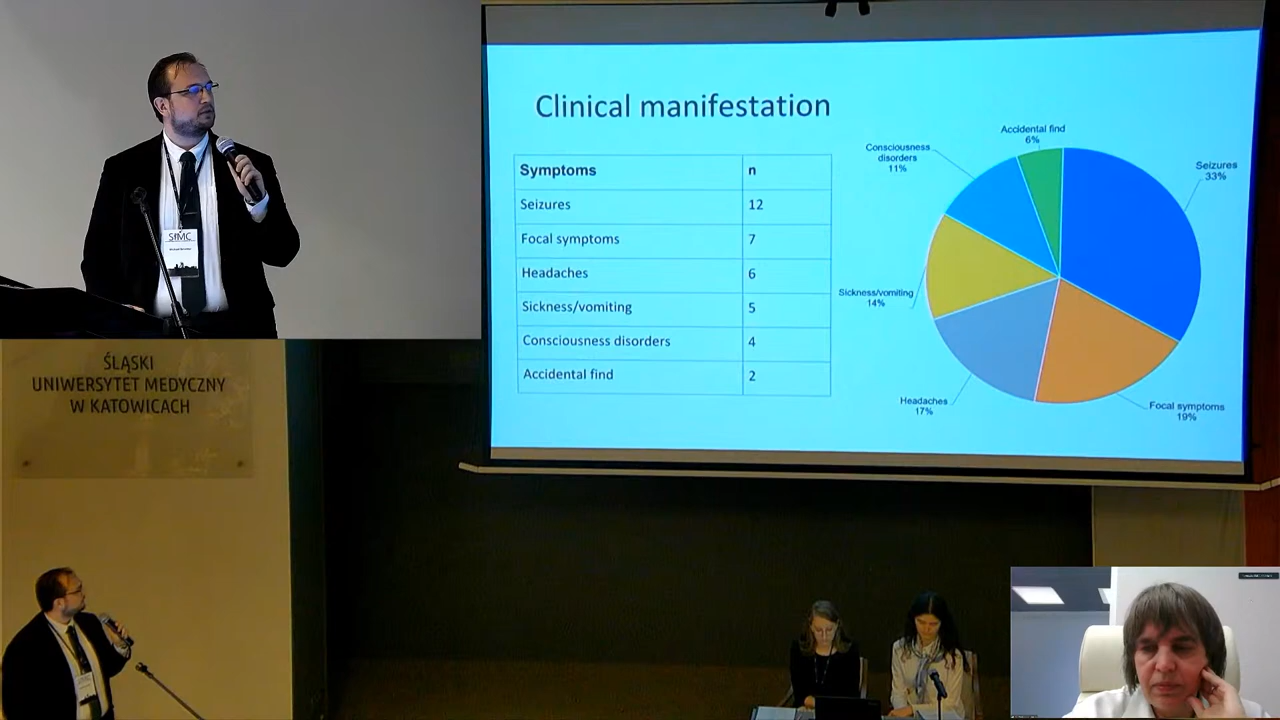 Clinical manifestation
Symptoms n
Seizures 12
Focal symptoms 7
Headaches 6
Sickness/vomiting 5
Consciousness disorders 4
Accidental find 2
Accidental find
6%
Consciousness
disorders
11%
Seizures
33%
Sickness/vomiting
14%
Headaches
17%
Focal symptoms
19%
SIMC
ŚLĄSKI
UNIWERSYTET MEDYCZNY
W KATOWICACH